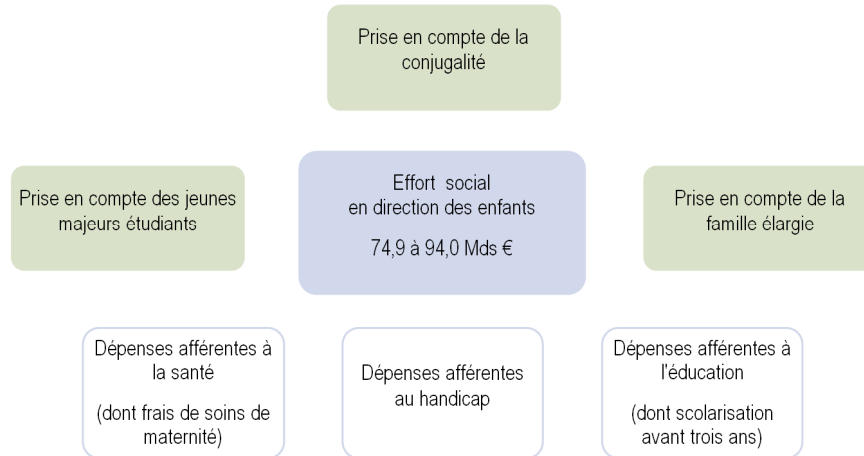 Prise en compte de la
conjugalité
Prise en compte des jeunes
majeurs étudiants
Effort social
en direction des enfants
74,9 à 94,0 Mds €
Prise en compte de la
famille élargie
Dépenses afférentes à
la santé
(dont frais de soins de
maternité)
Dépenses afférentes
au handicap
Dépenses afférentes à
l'éducation
(dont scolarisation
avant trois ans)